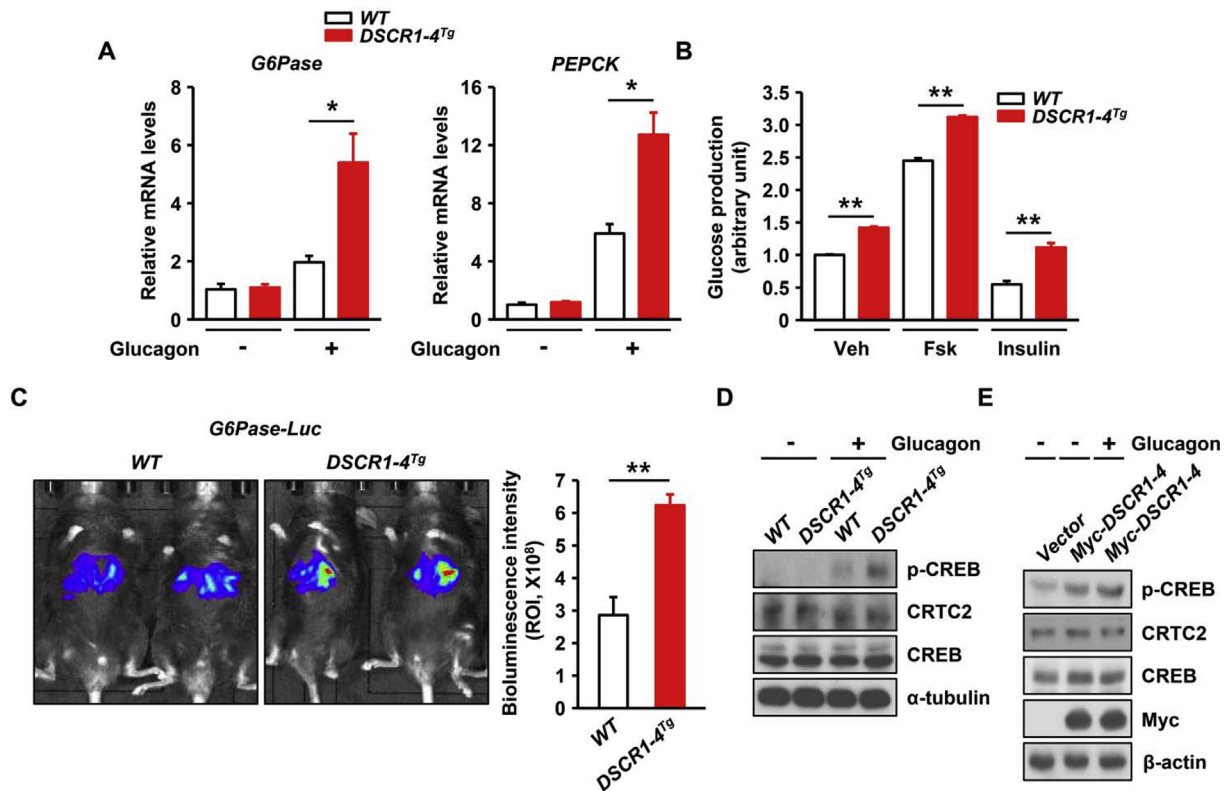 WT
DSCR1-4Tg
A
G6Pase
Relative mRNA levels
8
6
4
2
0
*
Glucagon - +
PEPCK
Relative mRNA levels
16
12
8
4
0
*
Glucagon - +
B
WT
DSCR1-4Tg
Glucose production
(arbitrary unit)
3.5
3.0
2.5
2.0
1.5
1.0
0.5
0
**
**
**
Veh Fsk Insulin
C
G6Pase-Luc
WT DSCR1-4Tg
Bioluminescence intensity
(ROI, X10⁸)
7
6
5
4
3
2
1
0
**
WT
DSCR1-4Tg
D
- + Glucagon
WT
DSCR1-4Tg
WT
DSCR1-4Tg
p-CREB
CRTC2
CREB
α-tubulin
E
- - + Glucagon
Vector
Myc-DSCR1-4
Myc-DSCR1-4
p-CREB
CRTC2
CREB
Myc
β-actin